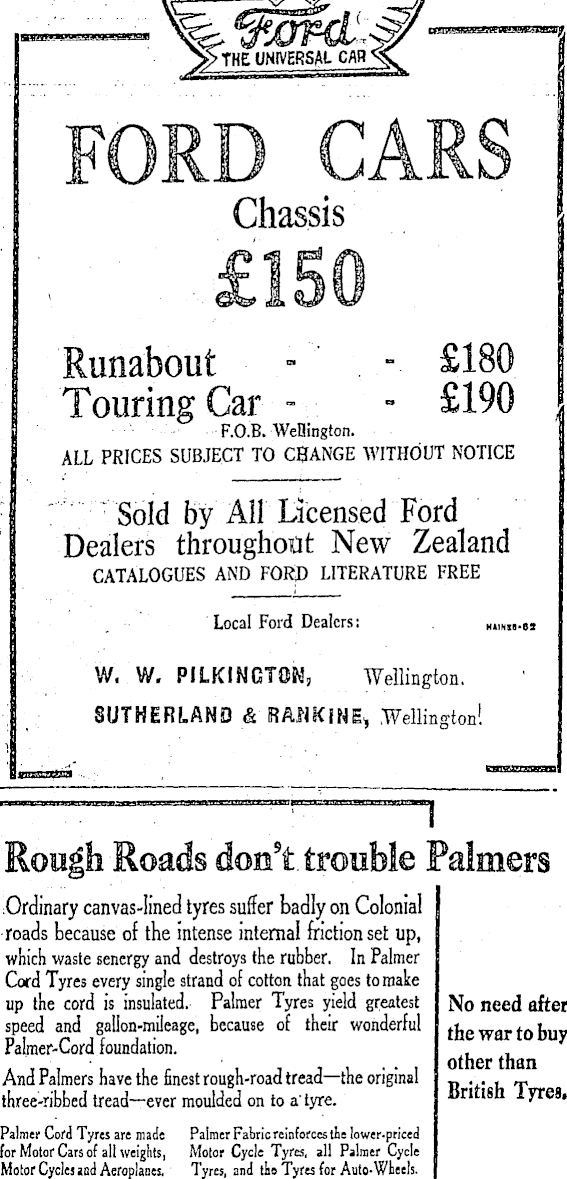 Ford
THE UNIVERSAL CAR
FORD CARS
Chassis
£150
Runabout - - £180
Touring Car - - £190
F.O.B. Wellington.
ALL PRICES SUBJECT TO CHANGE WITHOUT NOTICE
Sold by All Licensed Ford
Dealers throughout New Zealand
CATALOGUES AND FORD LITERATURE FREE
Local Ford Dealers:
HAINES-62
W. W. PILKINGTON, Wellington.
SUTHERLAND & RANKINE, Wellington!
Rough Roads don't trouble Palmers
Ordinary canvas-lined tyres suffer badly on Colonial
roads because of the intense internal friction set up,
which waste senergy and destroys the rubber. In Palmer
Cord Tyres every single strand of cotton that goes to make
up the cord is insulated. Palmer Tyres yield greatest
speed and gallon-mileage, because of their wonderful
Palmer-Cord foundation.
And Palmers have the finest rough-road tread—the original
three-ribbed tread—ever moulded on to a tyre.
Palmer Cord Tyres are made
for Motor Cars of all weights,
Motor Cycles and Aeroplanes.
Palmer Fabric reinforces the lower-priced
Motor Cycle Tyres, all Palmer Cycle
Tyres, and the Tyres for Auto-Wheels.
No need after
the war to buy
other than
British Tyres.